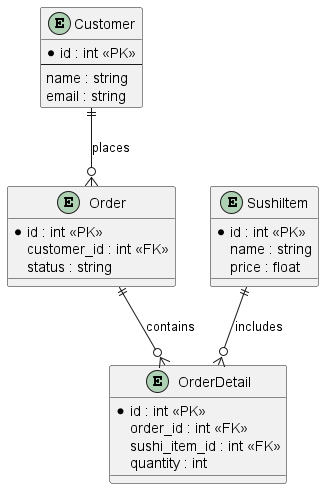 E Customer
id : int «PK»
name : string
email : string
places
E Order
id : int «PK»
customer_id : int «FK»
status : string
E SushiItem
id : int «PK»
name : string
price : float
contains
includes
E OrderDetail
id : int «PK»
order_id : int «FK»
sushi_item_id : int «FK»
quantity : int